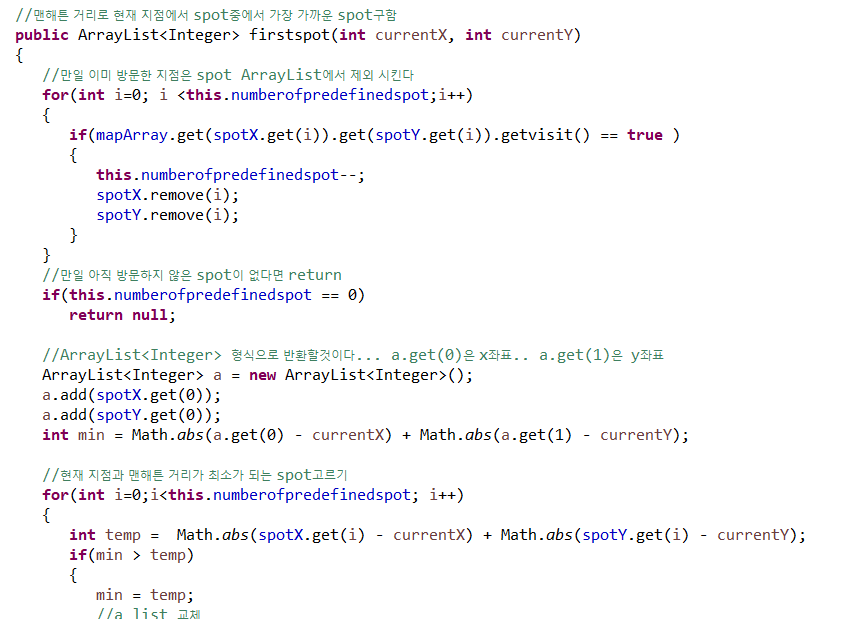 //맨해튼 거리로 현재 지점에서 spot중에서 가장 가까운 spot구함
public ArrayList<Integer> firstspot(int currentX, int currentY)
{
//만일 이미 방문한 지점은 spot ArrayList에서 제외 시킨다
for(int i=0; i <this.numberofpredefinedspot;i++)
{
if(mapArray.get(spotX.get(i)).get(spotY.get(i)).getvisit() == true )
{
this.numberofpredefinedspot--;
spotX.remove(i);
spotY.remove(i);
}
}
//만일 아직 방문하지 않은 spot이 없다면 return
if(this.numberofpredefinedspot == 0)
return null;
//ArrayList<Integer> 형식으로 반환할것이다... a.get(0)은 x좌표.. a.get(1)은 y좌표
ArrayList<Integer> a = new ArrayList<Integer>();
a.add(spotX.get(0));
a.add(spotY.get(0));
int min = Math.abs(a.get(0) - currentX) + Math.abs(a.get(1) - currentY);
//현재 지점과 맨해튼 거리가 최소가 되는 spot고르기
for(int i=0;i<this.numberofpredefinedspot; i++)
{
int temp =  Math.abs(spotX.get(i) - currentX) + Math.abs(spotY.get(i) - currentY);
if(min > temp)
{
min = temp;
//a list 교체